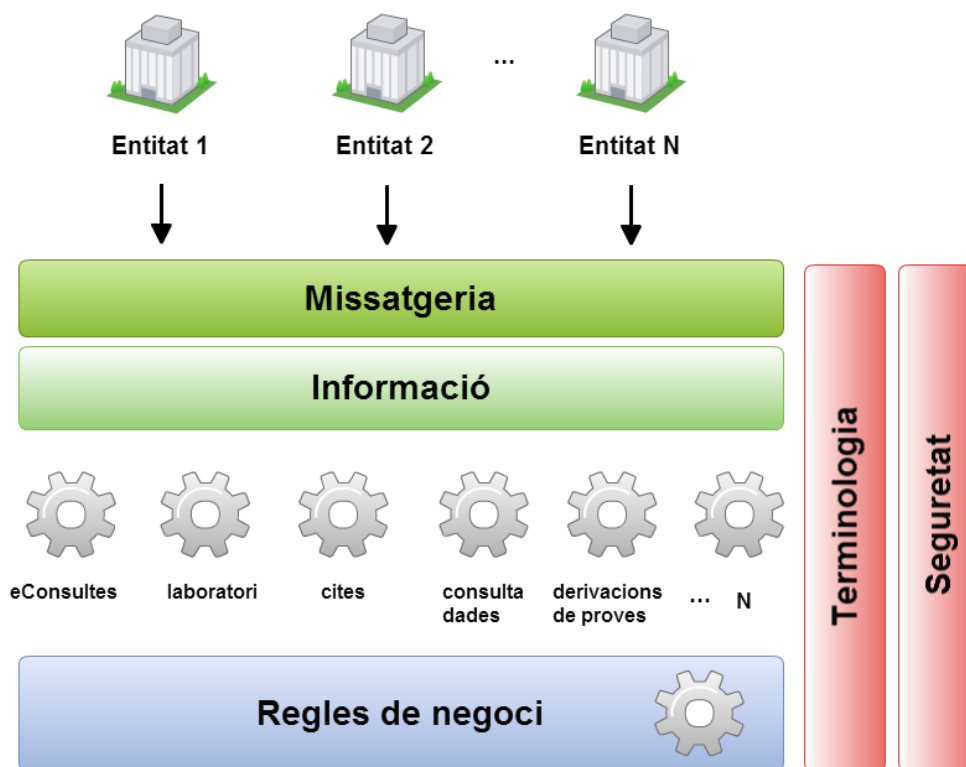 ...
Entitat 1
Entitat 2
Entitat N
Missatgeria
Informació
eConsultes
laboratori
cites
consulta
dades
derivacions
de proves
...
N
Regles de negoci
Terminologia
Seguretat